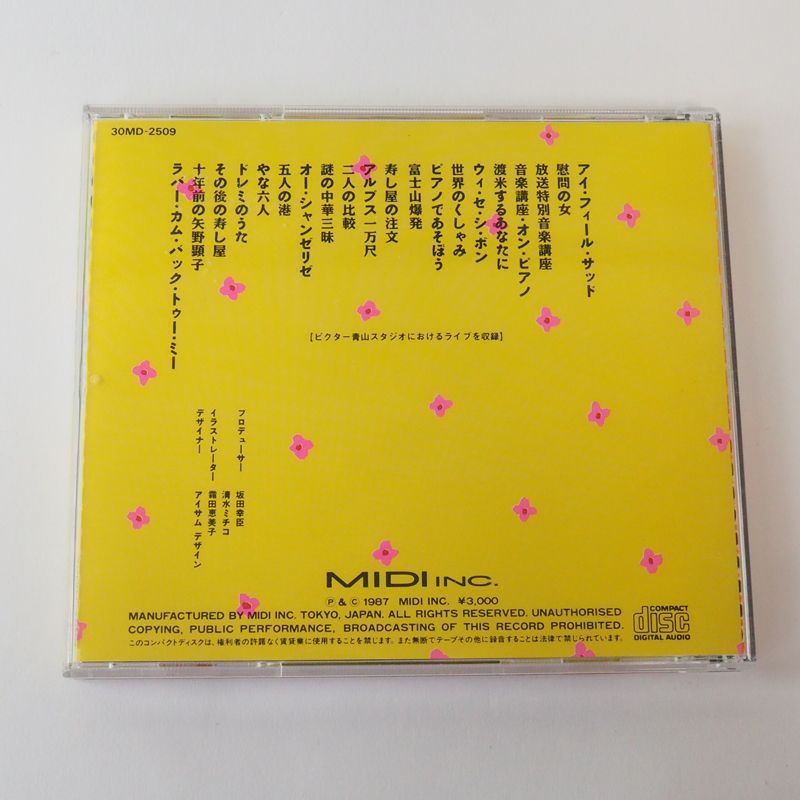 30MD-2509
アイ・フィール・サッド
慰問の女
放送特別音楽講座
音楽講座・オン・ピアノ
渡米するあなたに
ウィ・セ・シ・ボン
世界のくしゃみ
ピアノであそぼう
富士山爆発
寿し屋の注文
アルプス一万尺
二人の比較
謎の中華三昧
オー・シャンゼリゼ
五人の港
やな六人
ドレミのうた
その後の寿し屋
十年前の矢野顕子
ラバー・カム・バック・トゥー・ミー
[ビクター青山スタジオにおけるライブを収録]
プロデューサー 坂田幸臣
清水ミチコ
イラストレーター 霜田恵美子
デザイナー アイサム デザイン
MIDI INC.
Ⓟ & © 1987 MIDI INC. ¥3,000
MANUFACTURED BY MIDI INC. TOKYO, JAPAN. ALL RIGHTS RESERVED. UNAUTHORISED
COPYING, PUBLIC PERFORMANCE, BROADCASTING OF THIS RECORD PROHIBITED.
このコンパクトディスクは、権利者の許諾なく賃貸業に使用することを禁じます。また無断でテープその他に録音することは法律で禁じられています。
COMPACT
disc
DIGITAL AUDIO